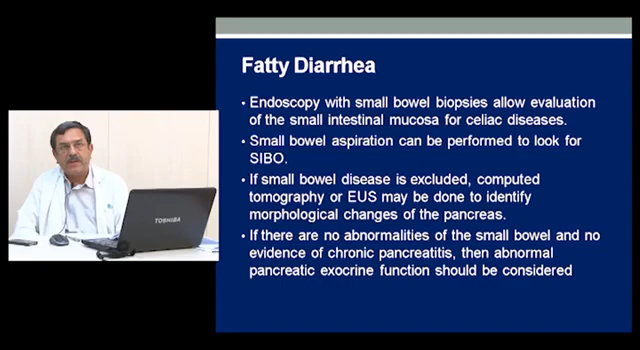 Fatty Diarrhea
• Endoscopy with small bowel biopsies allow evaluation
of the small intestinal mucosa for celiac diseases.
• Small bowel aspiration can be performed to look for
SIBO.
• If small bowel disease is excluded, computed
tomography or EUS may be done to identify
morphological changes of the pancreas.
• If there are no abnormalities of the small bowel and no
evidence of chronic pancreatitis, then abnormal
pancreatic exocrine function should be considered
TOSHIBA